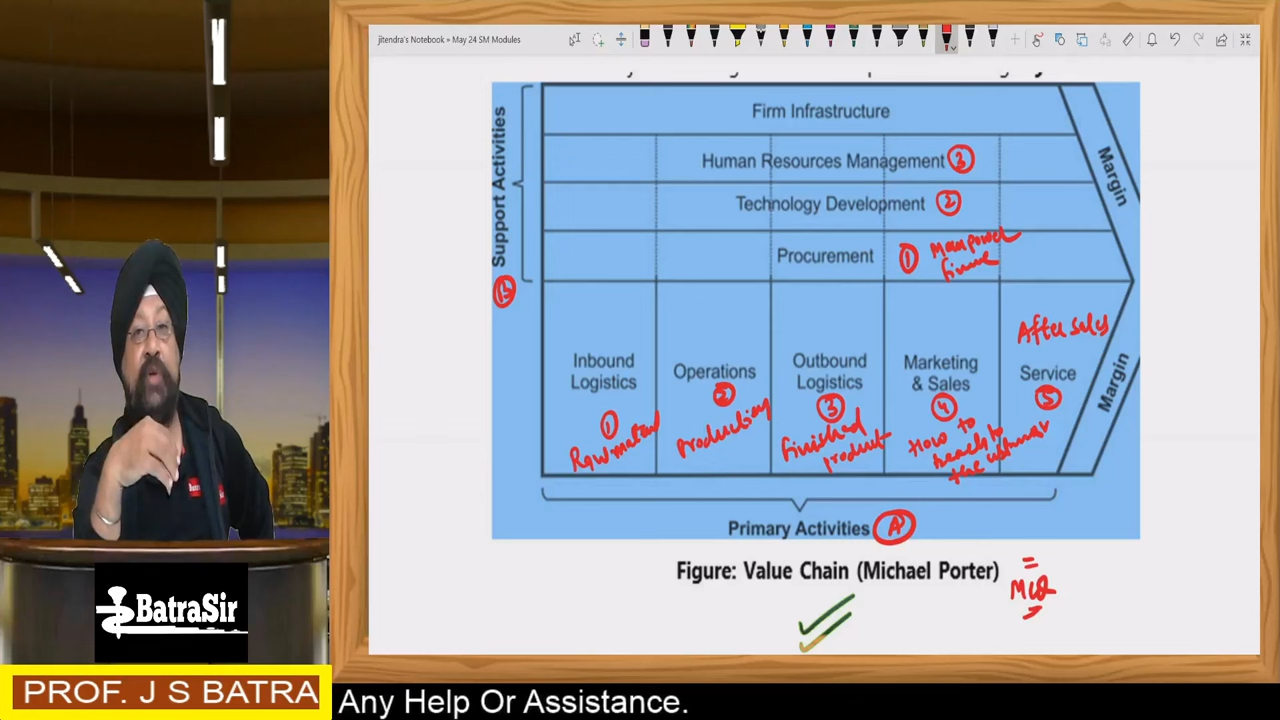 jitendra's Notebook » May 24 SM Modules
Support Activities
B
Firm Infrastructure
Human Resources Management 3
Technology Development 2
Procurement 1 manpower
finance
Margin
After sales
Inbound
Logistics
1
Raw material
Operations
2
Production
Outbound
Logistics
3
Finished
product
Marketing
& Sales
4
How to
reach to
the customer
Service
5
Margin
Primary Activities A
Figure: Value Chain (Michael Porter)
MCQ
Batra
BatraSir
PROF. J S BATRA
Any Help Or Assistance.